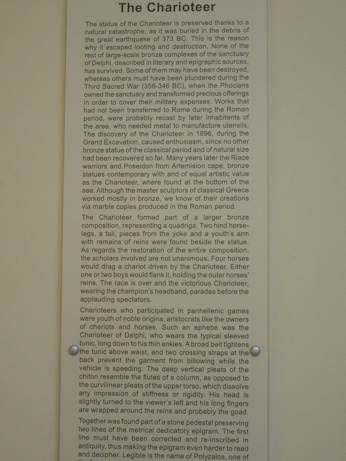 The Charioteer
The statue of the Charioteer is preserved thanks to a
natural catastrophe, as it was buried in the debris of
the great earthquake of 373 BC. This is the reason
why it escaped looting and destruction. None of the
rest of large-scale bronze complexes of the sanctuary
of Delphi, described in literary and epigraphic sources,
has survived. Some of them may have been destroyed,
whereas others must have been plundered during the
Third Sacred War (356-346 BC), when the Phocians
owned the sanctuary and transformed precious offerings
in order to cover their military expenses. Works that
had not been transferred to Rome during the Roman
period, were probably recast by later inhabitants of
the area, who needed metal to manufacture utensils.
The discovery of the Charioteer in 1896, during the
Grand Excavation, caused enthusiasm, since no other
bronze statue of the classical period and of natural size
had been recovered so far. Many years later the Riace
warriors and Poseidon from Artemision cape, bronze
statues contemporary with and of equal artistic value
as the Charioteer, where found at the bottom of the
sea. Although the master sculptors of classical Greece
worked mostly in bronze, we know of their creations
via marble copies produced in the Roman period.
The Charioteer formed part of a larger bronze
composition, representing a quadriga. Two hind horse-
legs, a tail, pieces from the yoke and a youth's arm
with remains of reins were found beside the statue.
As regards the restoration of the entire composition,
the scholars involved are not unanimous. Four horses
would drag a chariot driven by the Charioteer. Either
one or two boys would flank it, holding the outer horses'
reins. The race is over and the victorious Charioteer,
wearing the champion's headband, parades before the
applauding spectators.
Charioteers who participated in panhellenic games
were youth of noble origins, aristocrats like the owners
of chariots and horses. Such an ephebe was the
Charioteer of Delphi, who wears the typical sleeved
tunic, long down to his thin ankles. A broad belt tightens
the tunic above waist, and two crossing straps at the
back prevent the garment from billowing while the
vehicle is speeding. The deep vertical pleats of the
chiton resemble the flutes of a column, as opposed to
the curvilinear pleats of the upper torso, which dissolve
any impression of stiffness or rigidity. His head is
slightly turned to the viewer's left and his long fingers
are wrapped around the reins and probably the goad.
Together was found part of a stone pedestal preserving
two lines of the metrical dedicatory epigram. The first
line must have been corrected and re-inscribed in
antiquity, thus making the epigram even harder to read
and decipher. Legible is the name of Polyzalos, one of